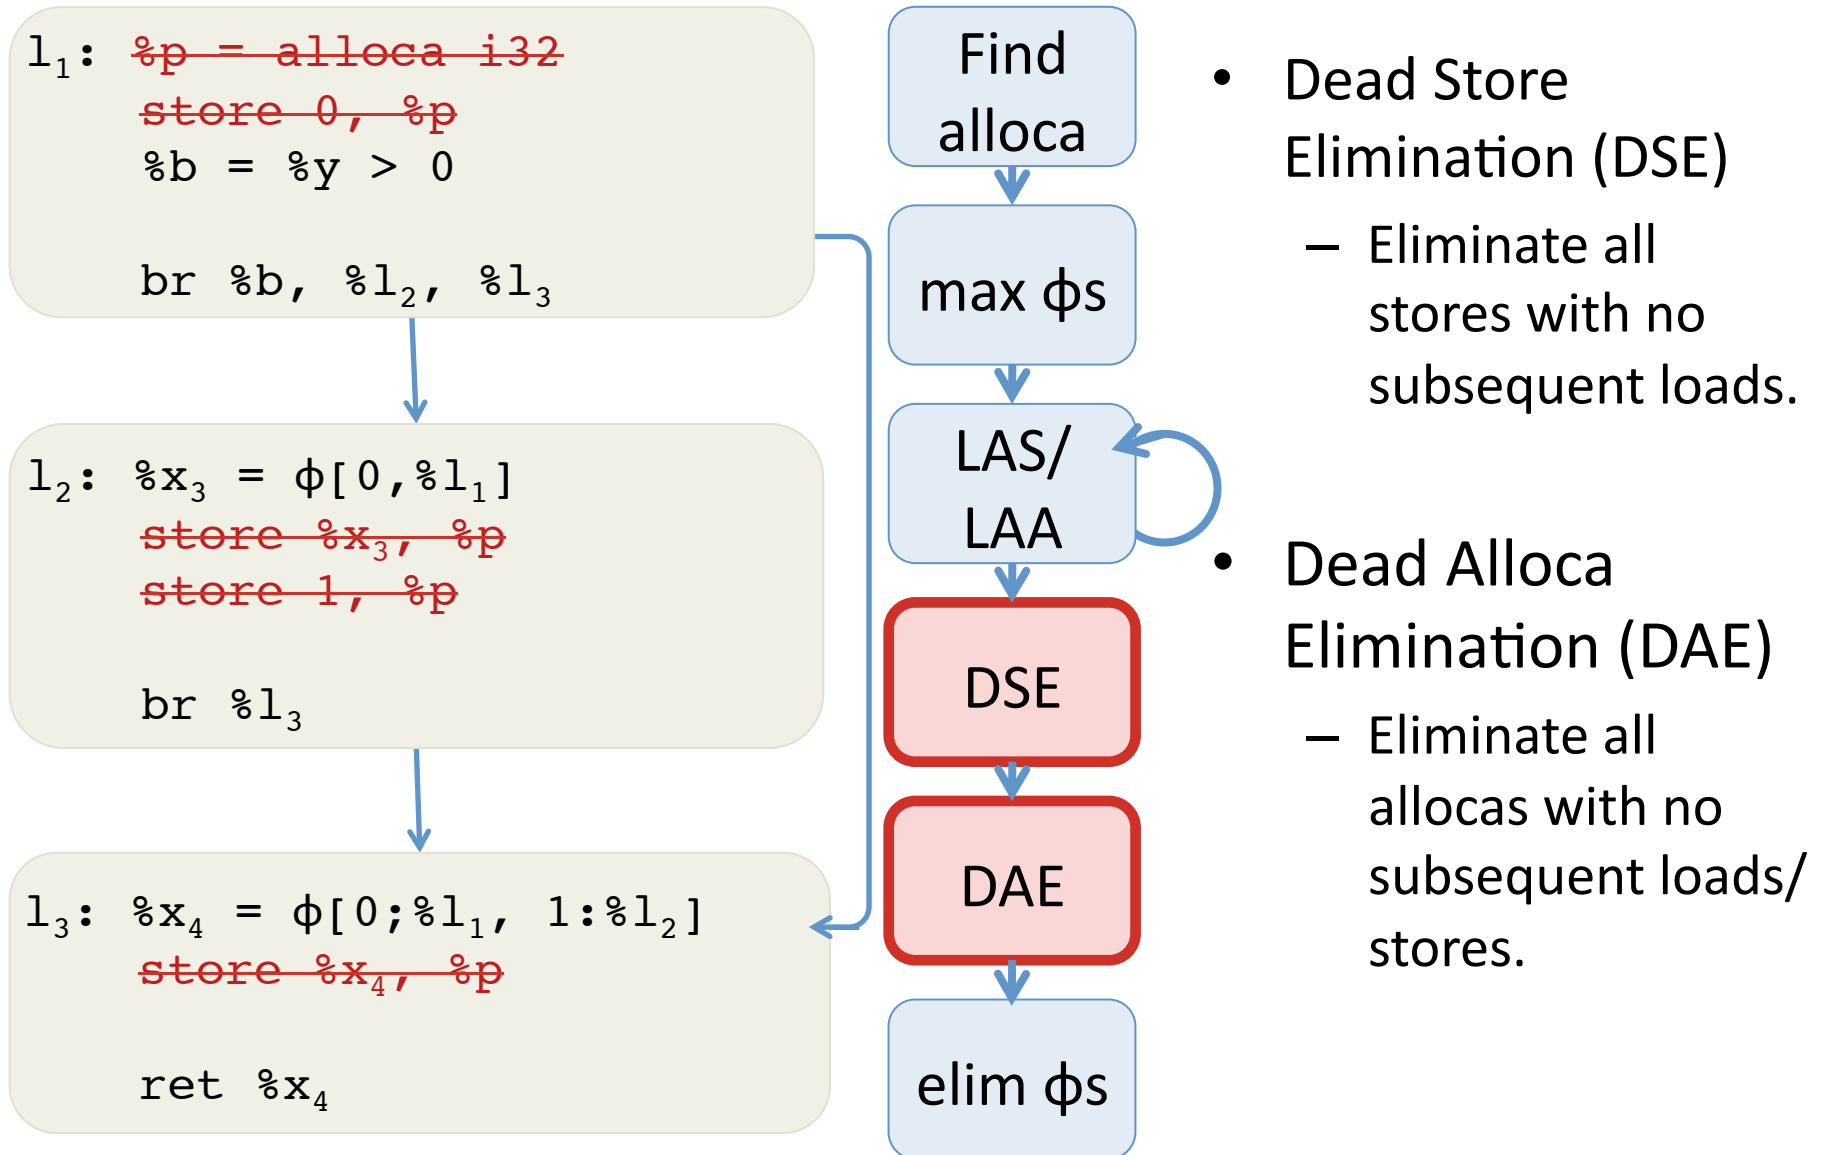 l₁: %p = alloca i32
store 0, %p
%b = %y > 0
br %b, %l₂, %l₃
l₂: %x₃ = ϕ[0,%l₁]
store %x₃, %p
store 1, %p
br %l₃
l₃: %x₄ = ϕ[0;%l₁, 1:%l₂]
store %x₄, %p
ret %x₄
Find
alloca
max ϕs
LAS/
LAA
DSE
DAE
elim ϕs
• Dead Store
Elimination (DSE)
– Eliminate all
stores with no
subsequent loads.
• Dead Alloca
Elimination (DAE)
– Eliminate all
allocas with no
subsequent loads/
stores.